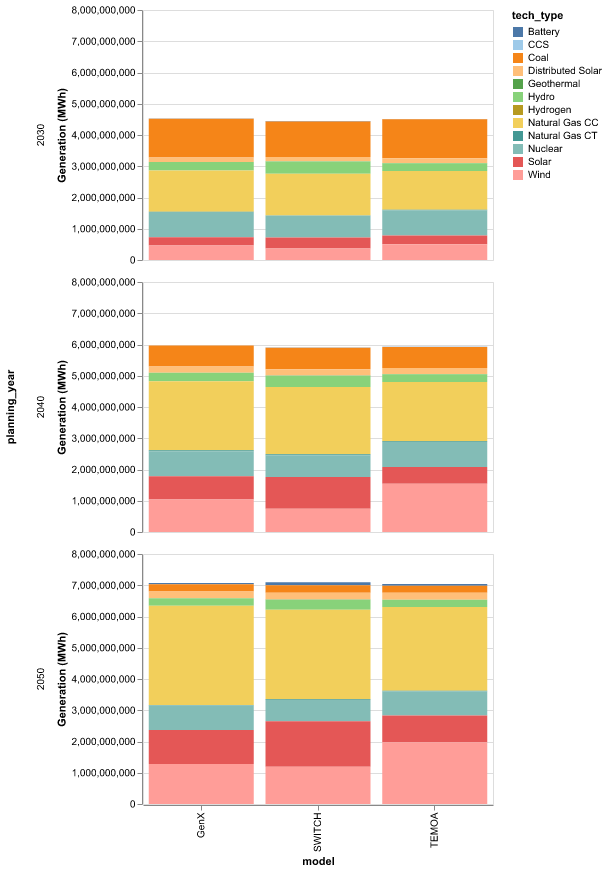 8,000,000,000
7,000,000,000
6,000,000,000
5,000,000,000
4,000,000,000
3,000,000,000
2,000,000,000
1,000,000,000
0
Generation (MWh)
2030
8,000,000,000
7,000,000,000
6,000,000,000
5,000,000,000
4,000,000,000
3,000,000,000
2,000,000,000
1,000,000,000
0
Generation (MWh)
2040
planning_year
8,000,000,000
7,000,000,000
6,000,000,000
5,000,000,000
4,000,000,000
3,000,000,000
2,000,000,000
1,000,000,000
0
Generation (MWh)
2050
GenX
SWITCH
TEMOA
model
tech_type
Battery
CCS
Coal
Distributed Solar
Geothermal
Hydro
Hydrogen
Natural Gas CC
Natural Gas CT
Nuclear
Solar
Wind